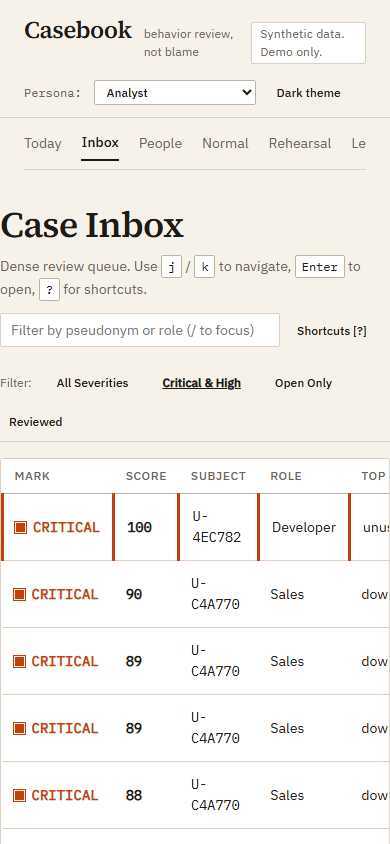 Casebook
behavior review,
not blame
Synthetic data.
Demo only.
Persona: Analyst
Dark theme
Today Inbox People Normal Rehearsal Le
Case Inbox
Dense review queue. Use j / k to navigate, Enter to
open, ? for shortcuts.
Filter by pseudonym or role (/ to focus)
Shortcuts [?]
Filter: All Severities Critical & High Open Only
Reviewed
MARK SCORE SUBJECT ROLE TOP
CRITICAL 100 U-
4EC782 Developer unus
CRITICAL 90 U-
C4A770 Sales dow
CRITICAL 89 U-
C4A770 Sales dow
CRITICAL 89 U-
C4A770 Sales dow
CRITICAL 88 U-
C4A770 Sales dow